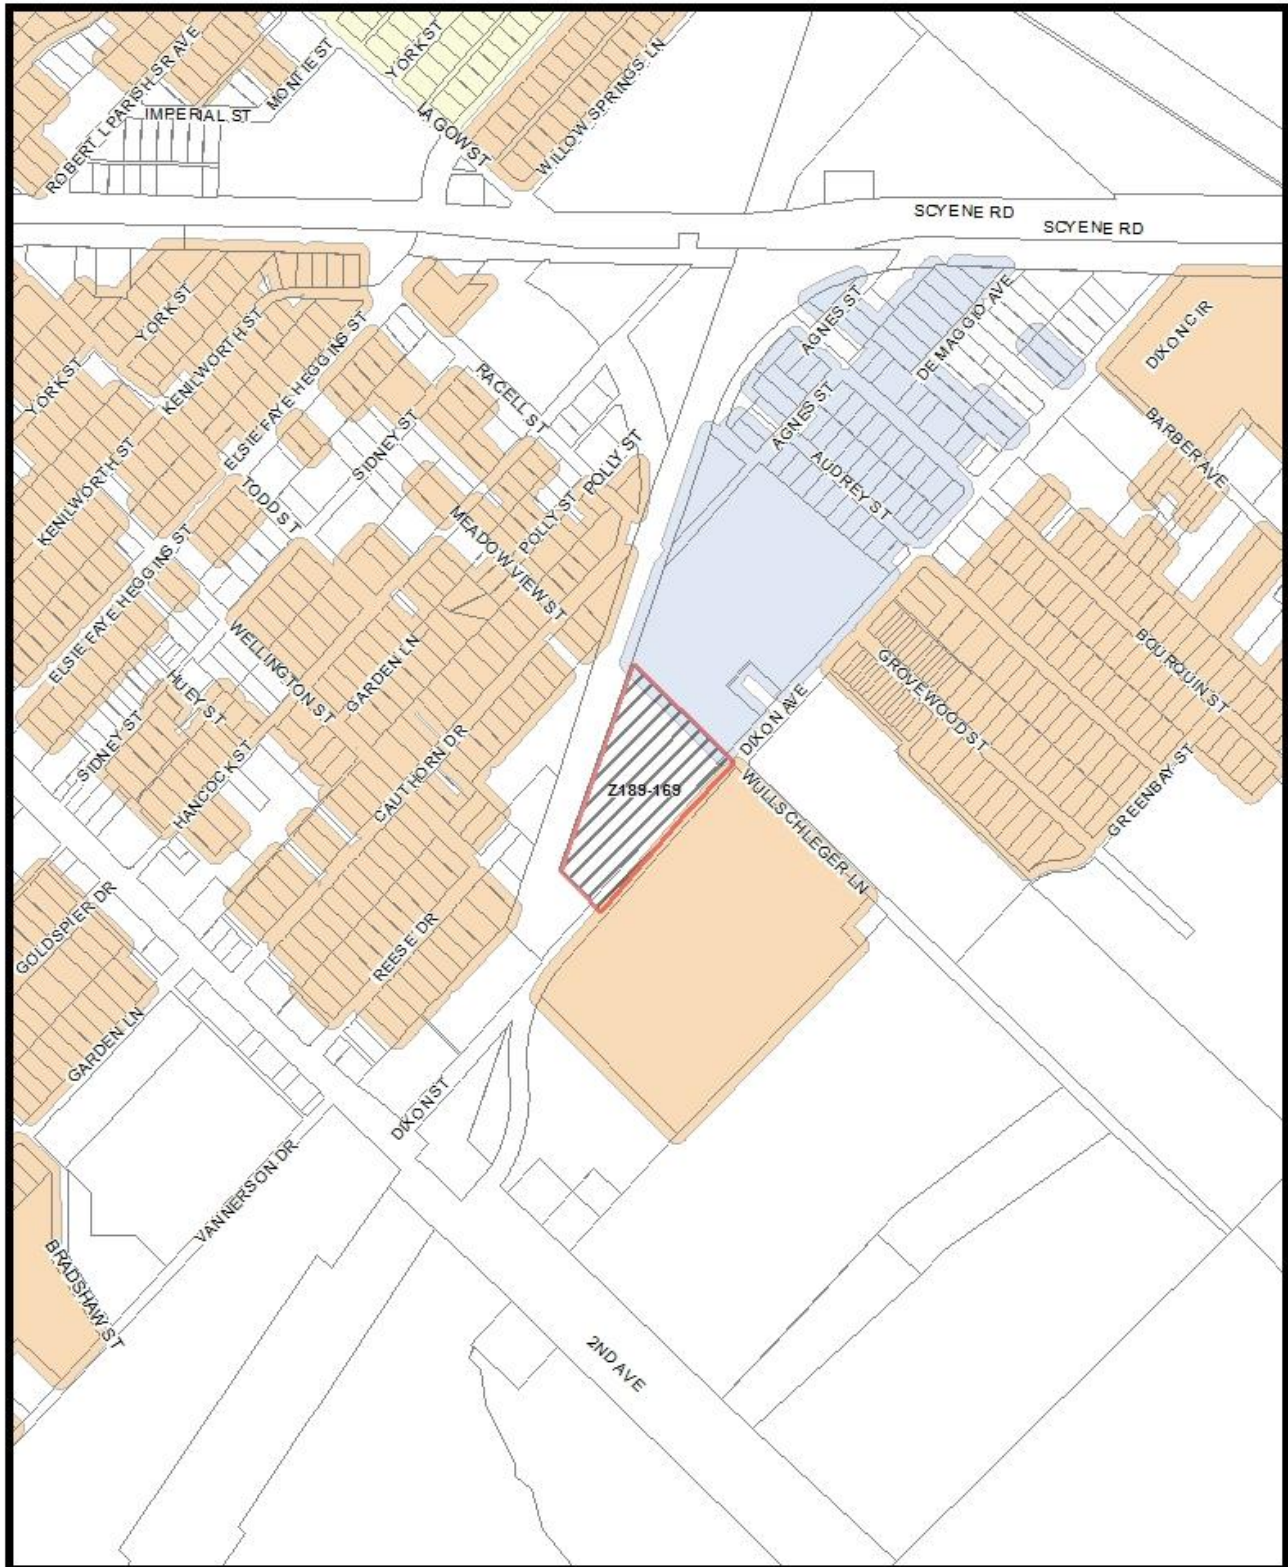 ROBERT L PARISH SR AVE
MONTIE ST
YORK ST
IMPERIAL ST
LAGOW ST
WILLOW SPRINGS LN
SCYENE RD
SCYENE RD
YORK ST
KENILWORTH ST
ELSIE FAYE HEGGINS ST
AGNES ST
DE MAGGIO AVE
DIXON CIR
YORK ST
RACELL ST
SIDNEY ST
AGNES ST
BARBER AVE
KENILWORTH ST
TODD ST
POLLY ST
POLLY ST
AUDREY ST
MEADOW VIEW ST
ELSIE FAYE HEGGINS ST
WELLINGTON ST
GARDEN LN
HUEY ST
BOURQUIN ST
GROVEWOOD ST
SIDNEY ST
HANCOCK ST
CAUTHORN DR
DIXON AVE
Z189-169
WULLSCHLEGER LN
GREENBAY ST
GOLDSPIER DR
REESE DR
GARDEN LN
DIXON ST
VANNERSON DR
BRADSHAW ST
2ND AVE